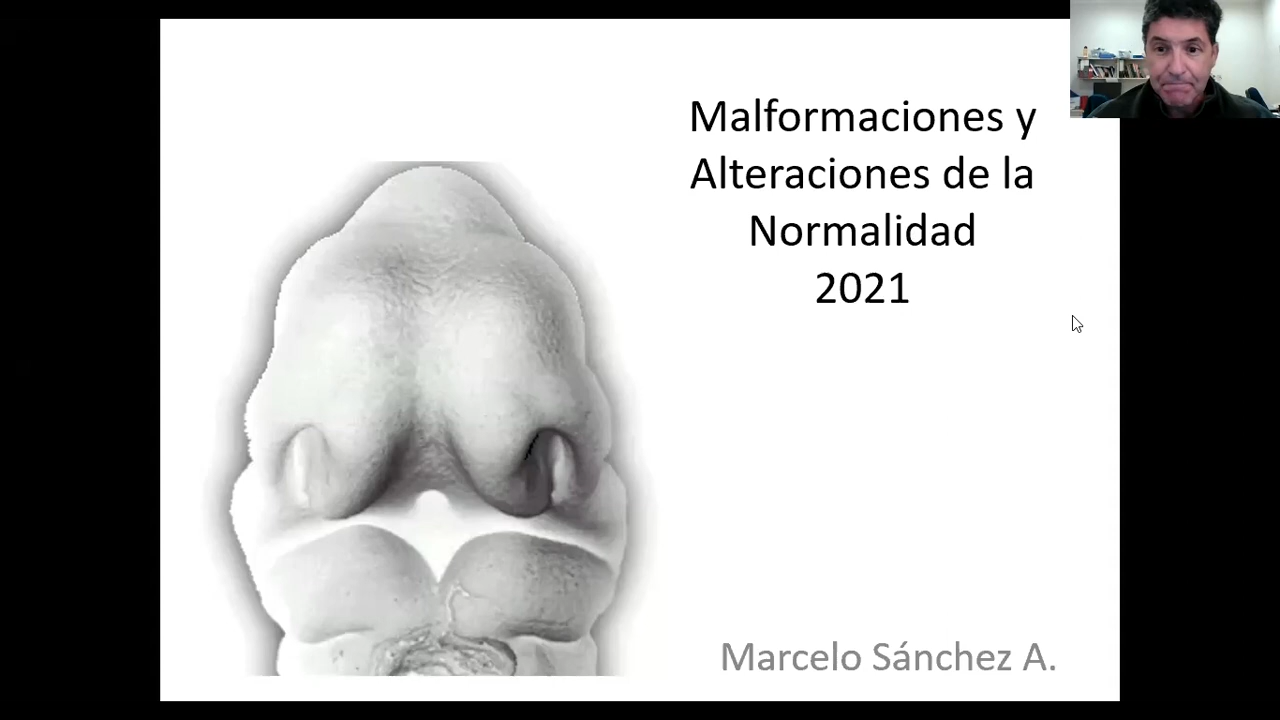 Malformaciones y
Alteraciones de la
Normalidad
2021
Marcelo Sánchez A.